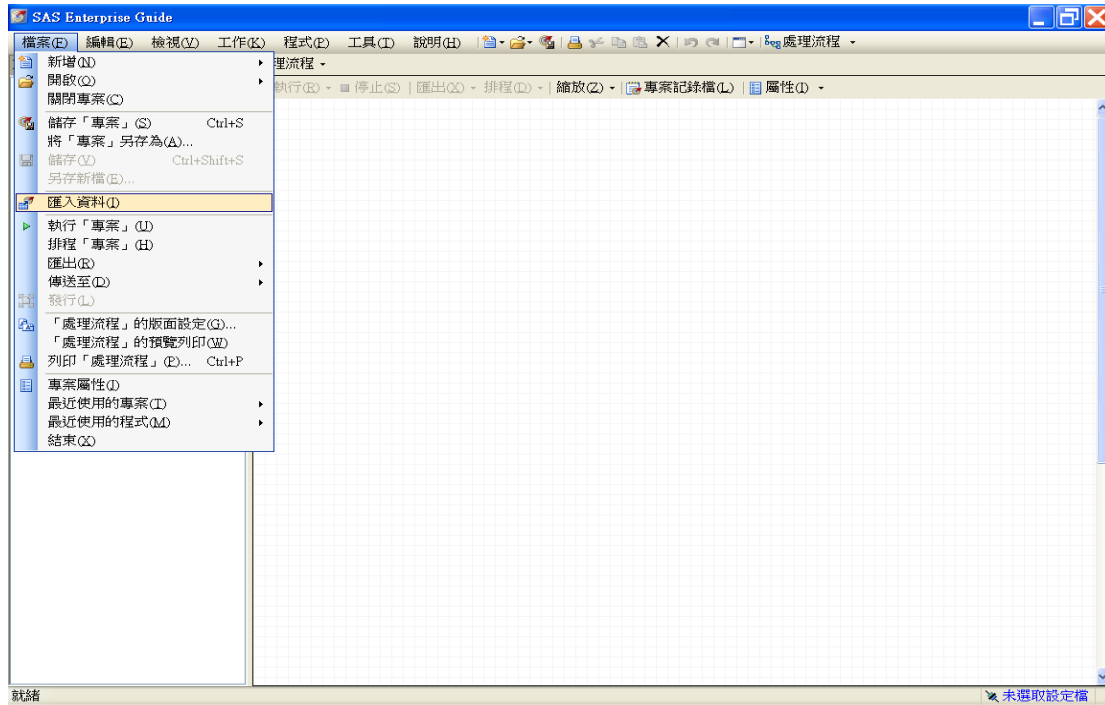 SAS Enterprise Guide
檔案(F) 編輯(E) 檢視(V) 工作(K) 程式(P) 工具(T) 說明(H) 處理流程
新增(N)
理流程
開啟(O)
執行(R) 停止(S) 匯出(X) 排程(D) 縮放(Z) 專案記錄檔(L) 屬性(I)
關閉專案(C)
儲存「專案」(S) Ctrl+S
將「專案」另存為(A)...
儲存(V) Ctrl+Shift+S
另存新檔(E)...
匯入資料(I)
執行「專案」(U)
排程「專案」(H)
匯出(R)
傳送至(D)
發行(L)
「處理流程」的版面設定(G)...
「處理流程」的預覽列印(W)
列印「處理流程」(P)... Ctrl+P
專案屬性(J)
最近使用的專案(T)
最近使用的程式(M)
結束(X)
就緒
未選取設定檔